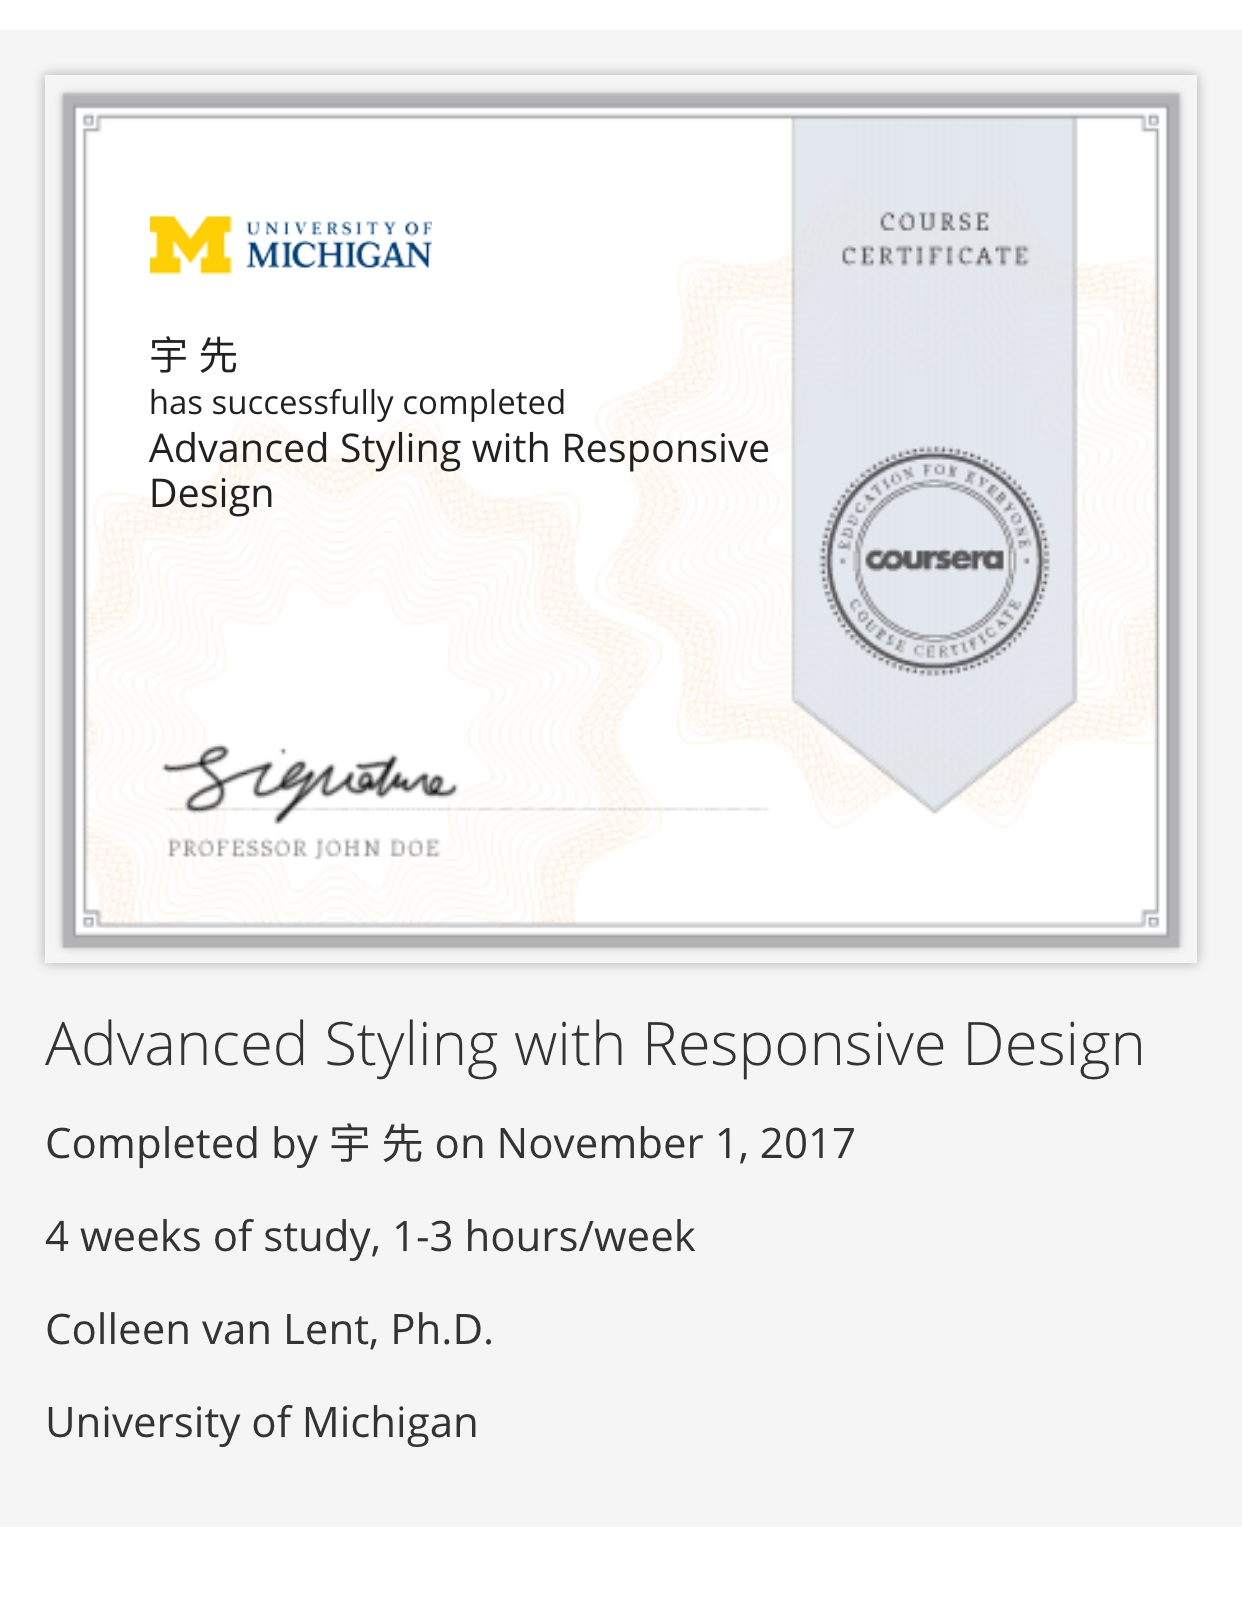 UNIVERSITY OF
MICHIGAN
宇 先
has successfully completed
Advanced Styling with Responsive
Design
Signature
PROFESSOR JOHN DOE
COURSE
CERTIFICATE
EDUCATION FOR EVERYONE
coursera
COURSE CERTIFICATE
Advanced Styling with Responsive Design
Completed by 宇 先 on November 1, 2017
4 weeks of study, 1-3 hours/week
Colleen van Lent, Ph.D.
University of Michigan